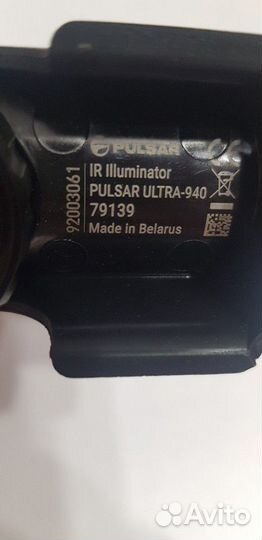 PULSAR
IR Illuminator
PULSAR ULTRA-940
79139
Made in Belarus
92003061
Avito